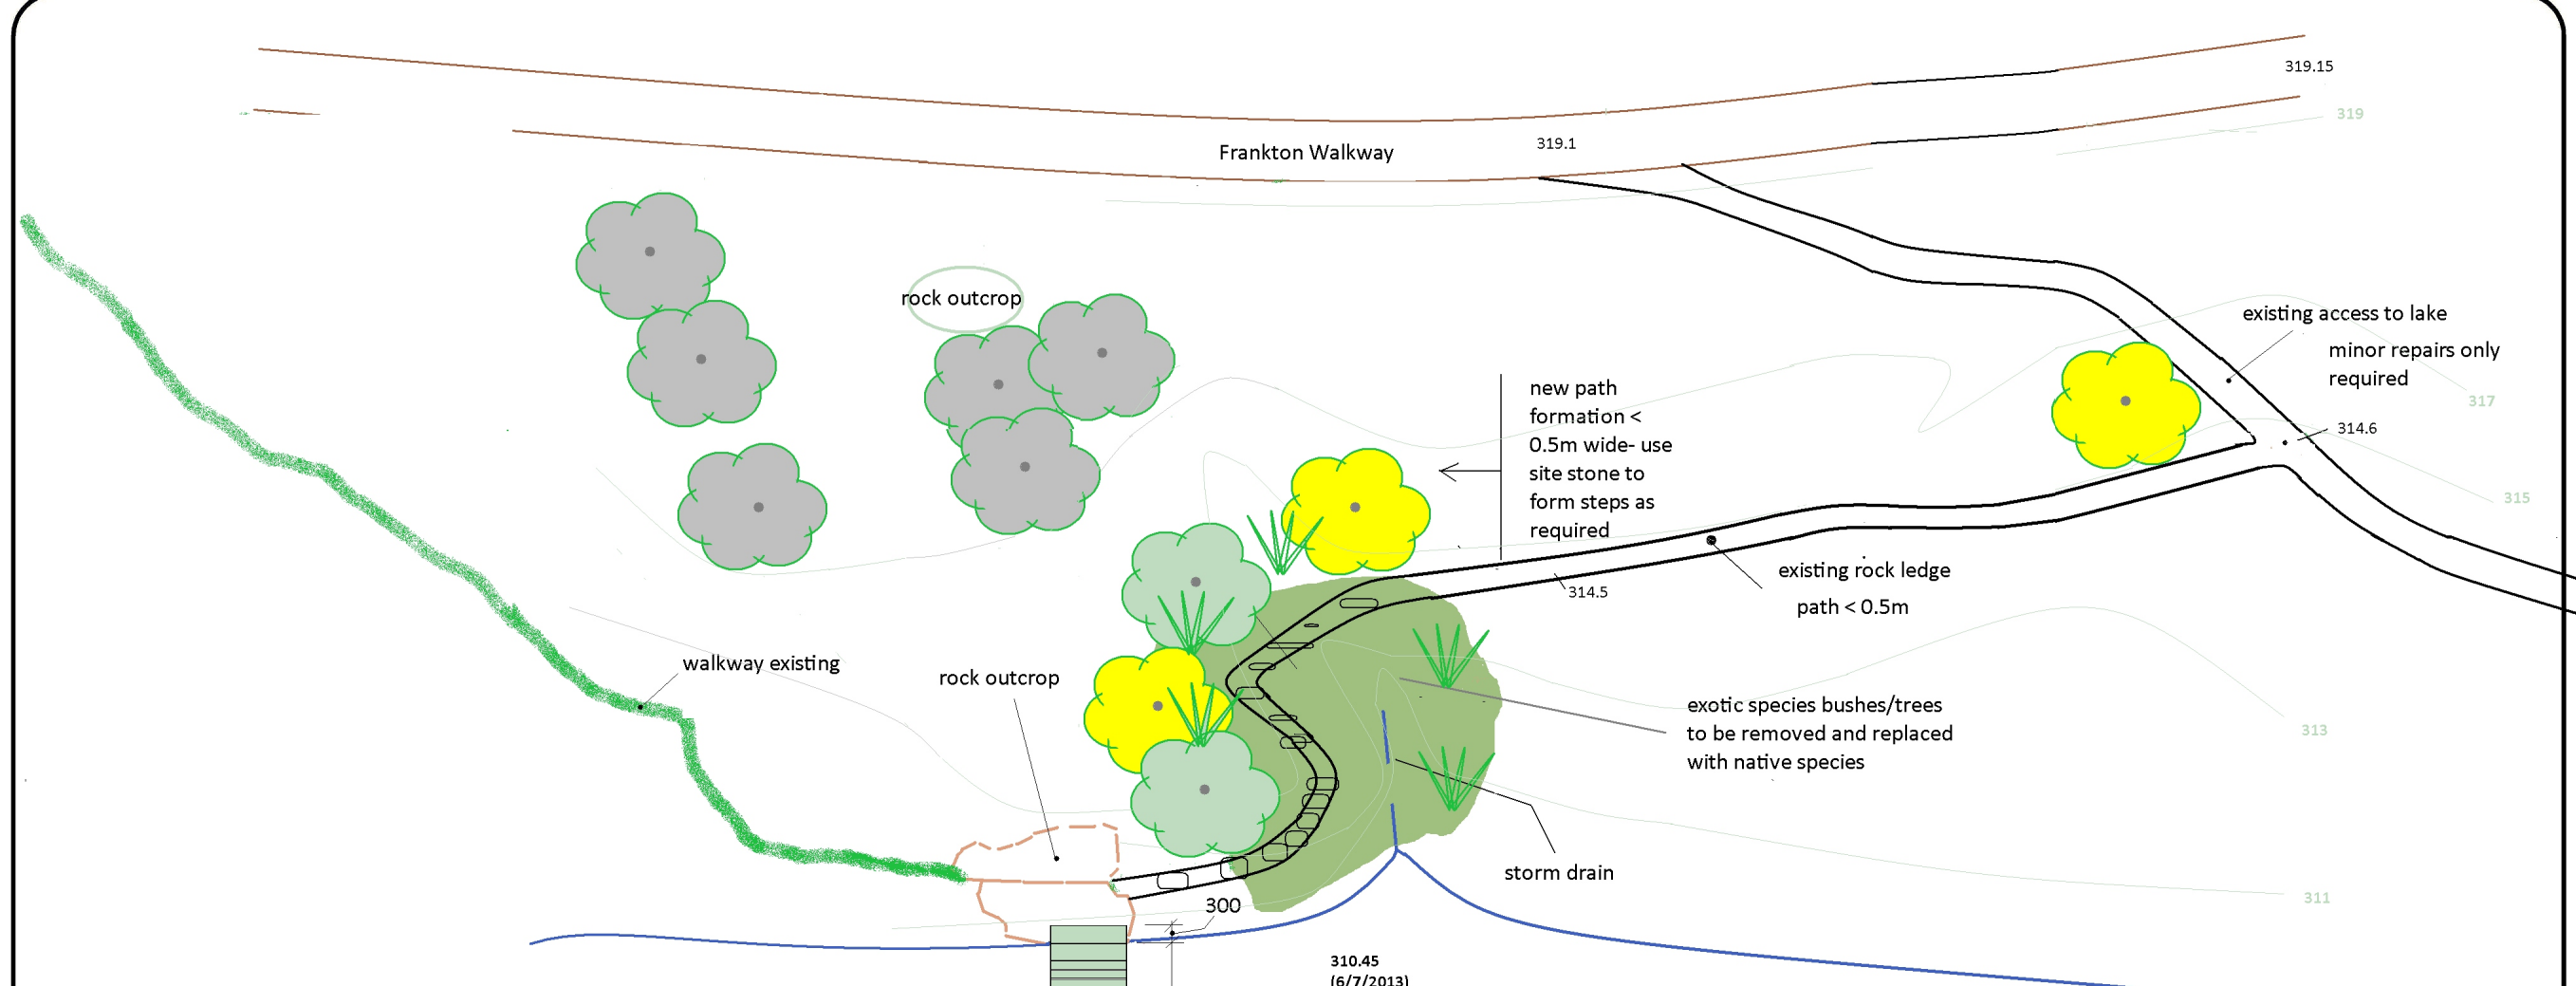 319.15
319
Frankton Walkway
319.1
rock outcrop
existing access to lake
minor repairs only
required
317
314.6
new path
formation <
0.5m wide- use
site stone to
form steps as
required
315
existing rock ledge
path < 0.5m
314.5
walkway existing
rock outcrop
exotic species bushes/trees
to be removed and replaced
with native species
313
storm drain
311
300
310.45
(6/7/2013)